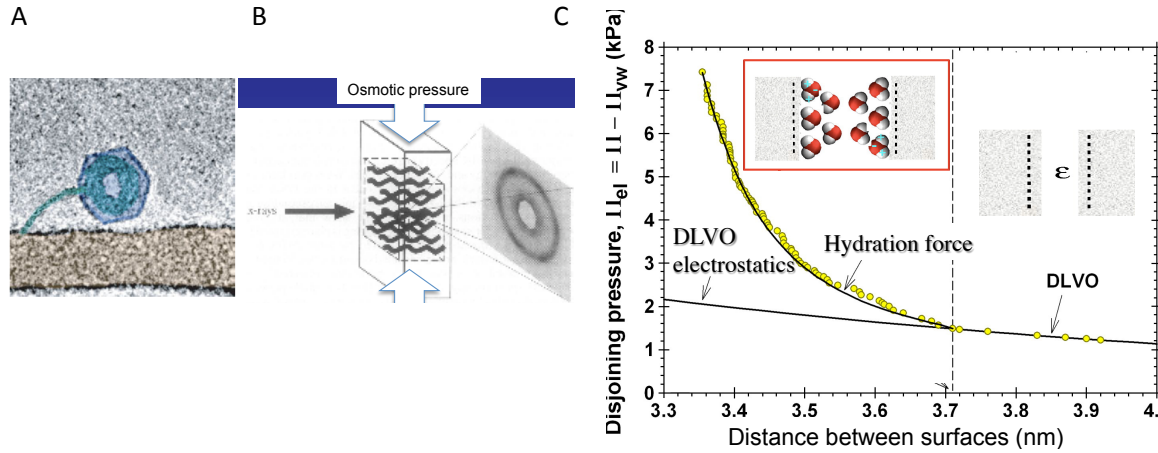 A
B
C
Osmotic pressure
x-rays
Disjoining pressure, Π_el = Π − Π_vw (kPa)
8
7
6
5
4
3
2
1
0
ε
DLVO
electrostatics
Hydration force
DLVO
3.3
3.4
3.5
3.6
3.7
3.8
3.9
4.
Distance between surfaces (nm)